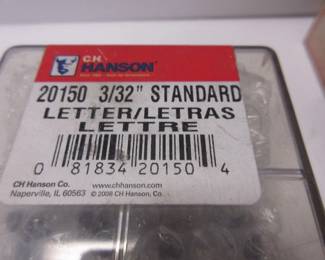 C.H.
HANSON®
20150 3/32" STANDARD
LETTER/LETRAS
LETTRE
0 81834 20150 4
CH Hanson Co. www.chhanson.com
Naperville, IL 60563 © 2008 CH Hanson Co.